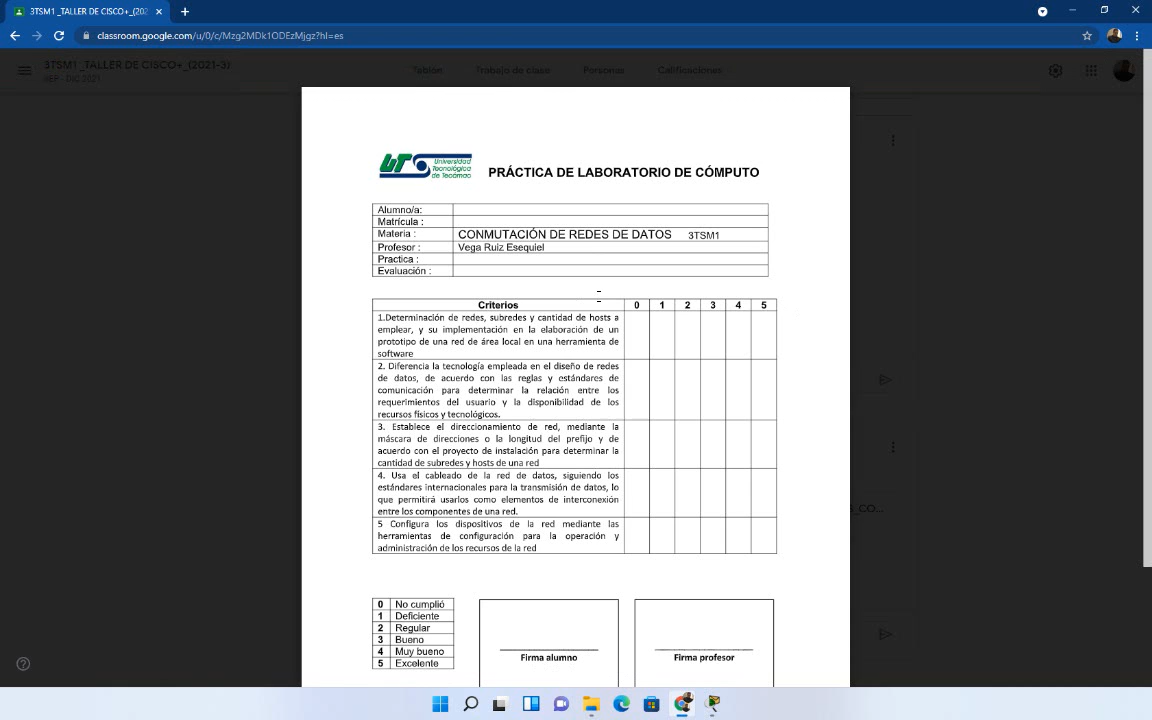 3TSM1 _TALLER DE CISCO+_(202
classroom.google.com/u/0/c/Mzg2MDk1ODEzMjgz?hl=es
3TSM1 _TALLER DE CISCO+_(2021-3)
SEP - DIC 2021
Tablón
Trabajo de clase
Personas
Calificaciones
UT
Universidad
Tecnológica
de Tecámac
PRÁCTICA DE LABORATORIO DE CÓMPUTO
Alumno/a:
Matrícula :
Materia : CONMUTACIÓN DE REDES DE DATOS 3TSM1
Profesor : Vega Ruiz Esequiel
Practica :
Evaluación :
Criterios 0 1 2 3 4 5
1.Determinación de redes, subredes y cantidad de hosts a
emplear, y su implementación en la elaboración de un
prototipo de una red de área local en una herramienta de
software
2. Diferencia la tecnología empleada en el diseño de redes
de datos, de acuerdo con las reglas y estándares de
comunicación para determinar la relación entre los
requerimientos del usuario y la disponibilidad de los
recursos físicos y tecnológicos.
3. Establece el direccionamiento de red, mediante la
máscara de direcciones o la longitud del prefijo y de
acuerdo con el proyecto de instalación para determinar la
cantidad de subredes y hosts de una red
4. Usa el cableado de la red de datos, siguiendo los
estándares internacionales para la transmisión de datos, lo
que permitirá usarlos como elementos de interconexión
entre los componentes de una red.
5 Configura los dispositivos de la red mediante las
herramientas de configuración para la operación y
administración de los recursos de la red
0 No cumplió
1 Deficiente
2 Regular
3 Bueno
4 Muy bueno
5 Excelente
Firma alumno
Firma profesor